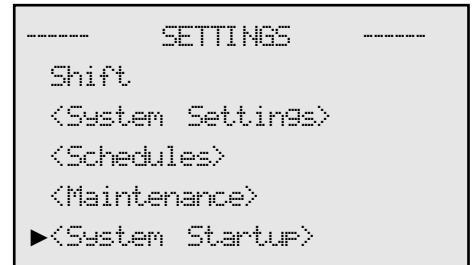 ------ SETTINGS ------
Shift
<System Settings>
<Schedules>
<Maintenance>
►<System Startup>